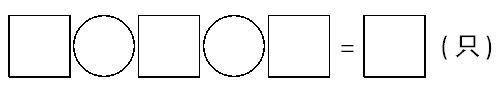 = (只)